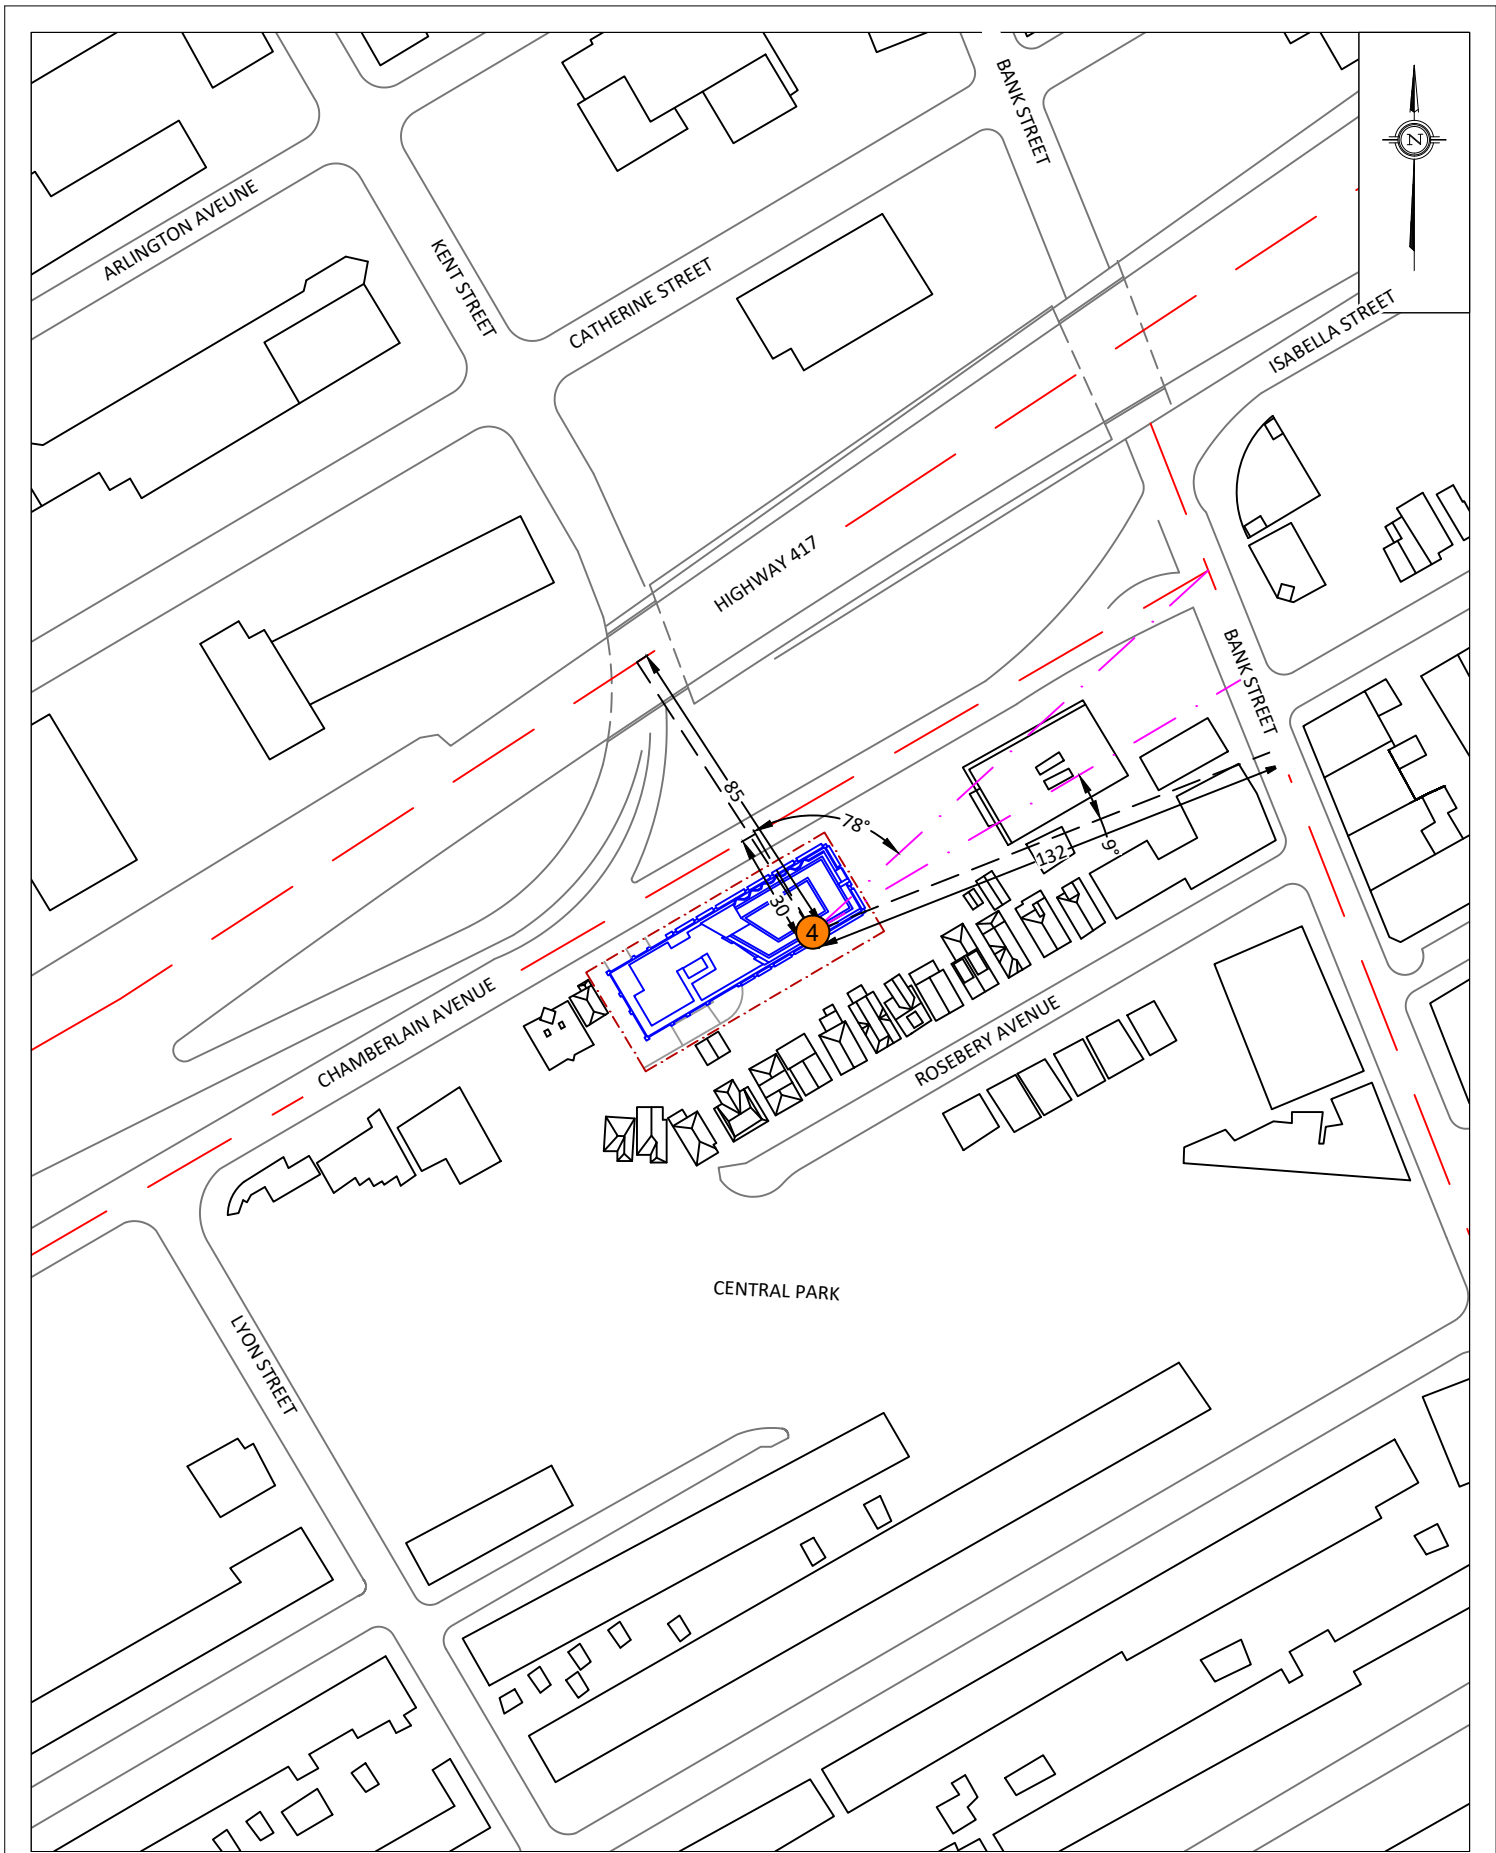 BANK STREET
N
ARLINGTON AVEUNE
KENT STREET
CATHERINE STREET
ISABELLA STREET
HIGHWAY 417
BANK STREET
85
78°
9°
132
30
4
CHAMBERLAIN AVENUE
ROSEBERY AVENUE
CENTRAL PARK
LYON STREET